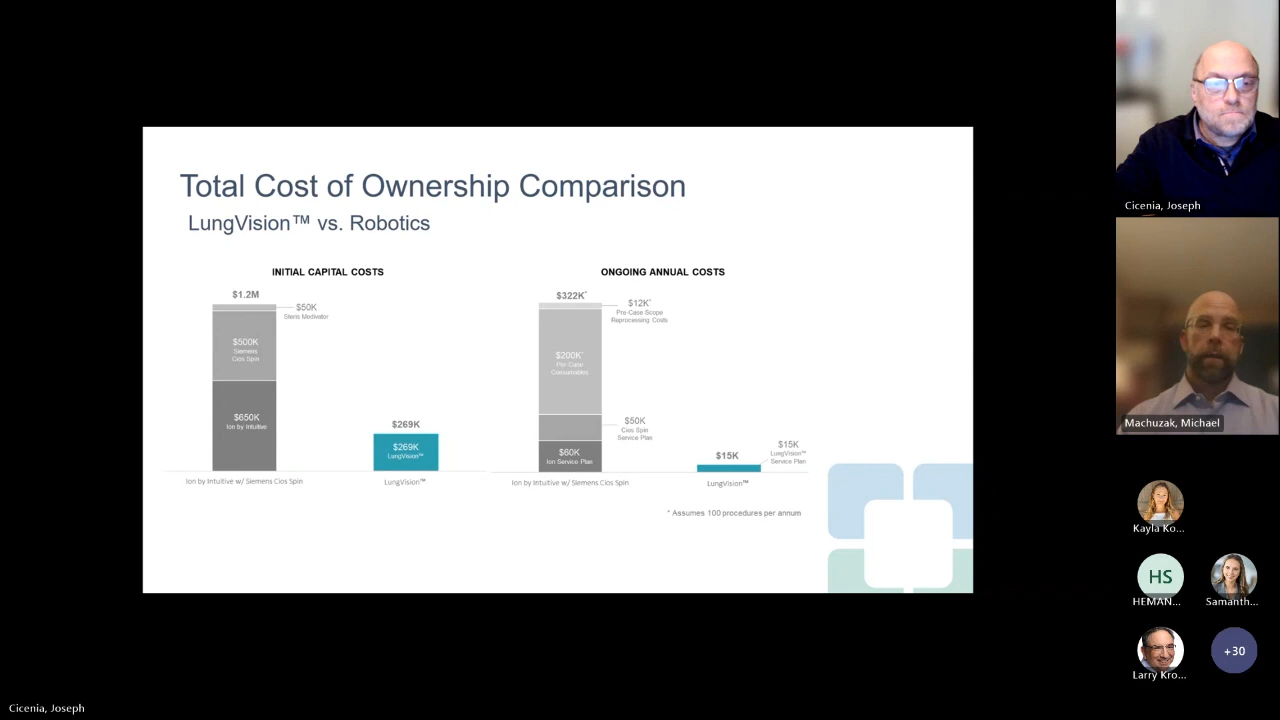 Total Cost of Ownership Comparison
LungVision™ vs. Robotics
INITIAL CAPITAL COSTS
$1.2M
$50K
Steris Medivator
$500K
Siemens
Cios Spin
$650K
Ion by Intuitive
Ion by Intuitive w/ Siemens Cios Spin
$269K
$269K
LungVision™
LungVision™
ONGOING ANNUAL COSTS
$322K*
$12K*
Pre-Case Scope
Reprocessing Costs
$200K*
Pre-Case
Consumables
$50K
Cios Spin
Service Plan
$60K
Ion Service Plan
Ion by Intuitive w/ Siemens Cios Spin
$15K
$15K
LungVision™
Service Plan
LungVision™
* Assumes 100 procedures per annum
Cicenia, Joseph
Machuzak, Michael
Kayla Ko...
HS
HEMAN...
Samanth...
Larry Kro...
+30
Cicenia, Joseph